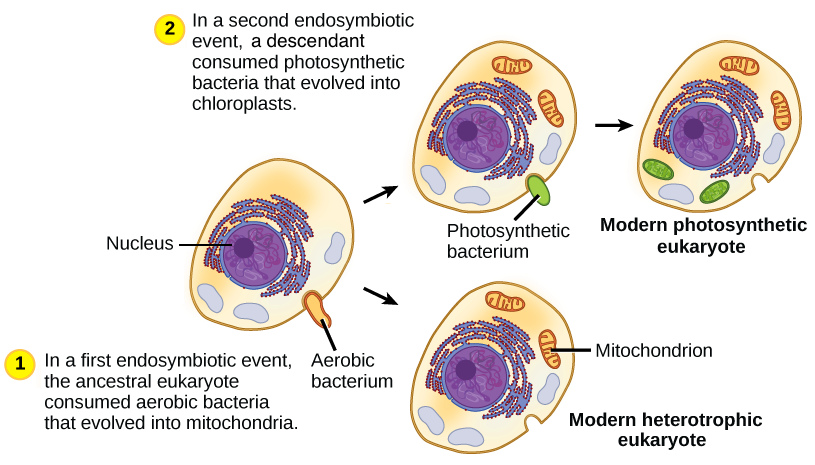 2
In a second endosymbiotic
event, a descendant
consumed photosynthetic
bacteria that evolved into
chloroplasts.
Nucleus
Photosynthetic
bacterium
Modern photosynthetic
eukaryote
1
In a first endosymbiotic event,
the ancestral eukaryote
consumed aerobic bacteria
that evolved into mitochondria.
Aerobic
bacterium
Mitochondrion
Modern heterotrophic
eukaryote